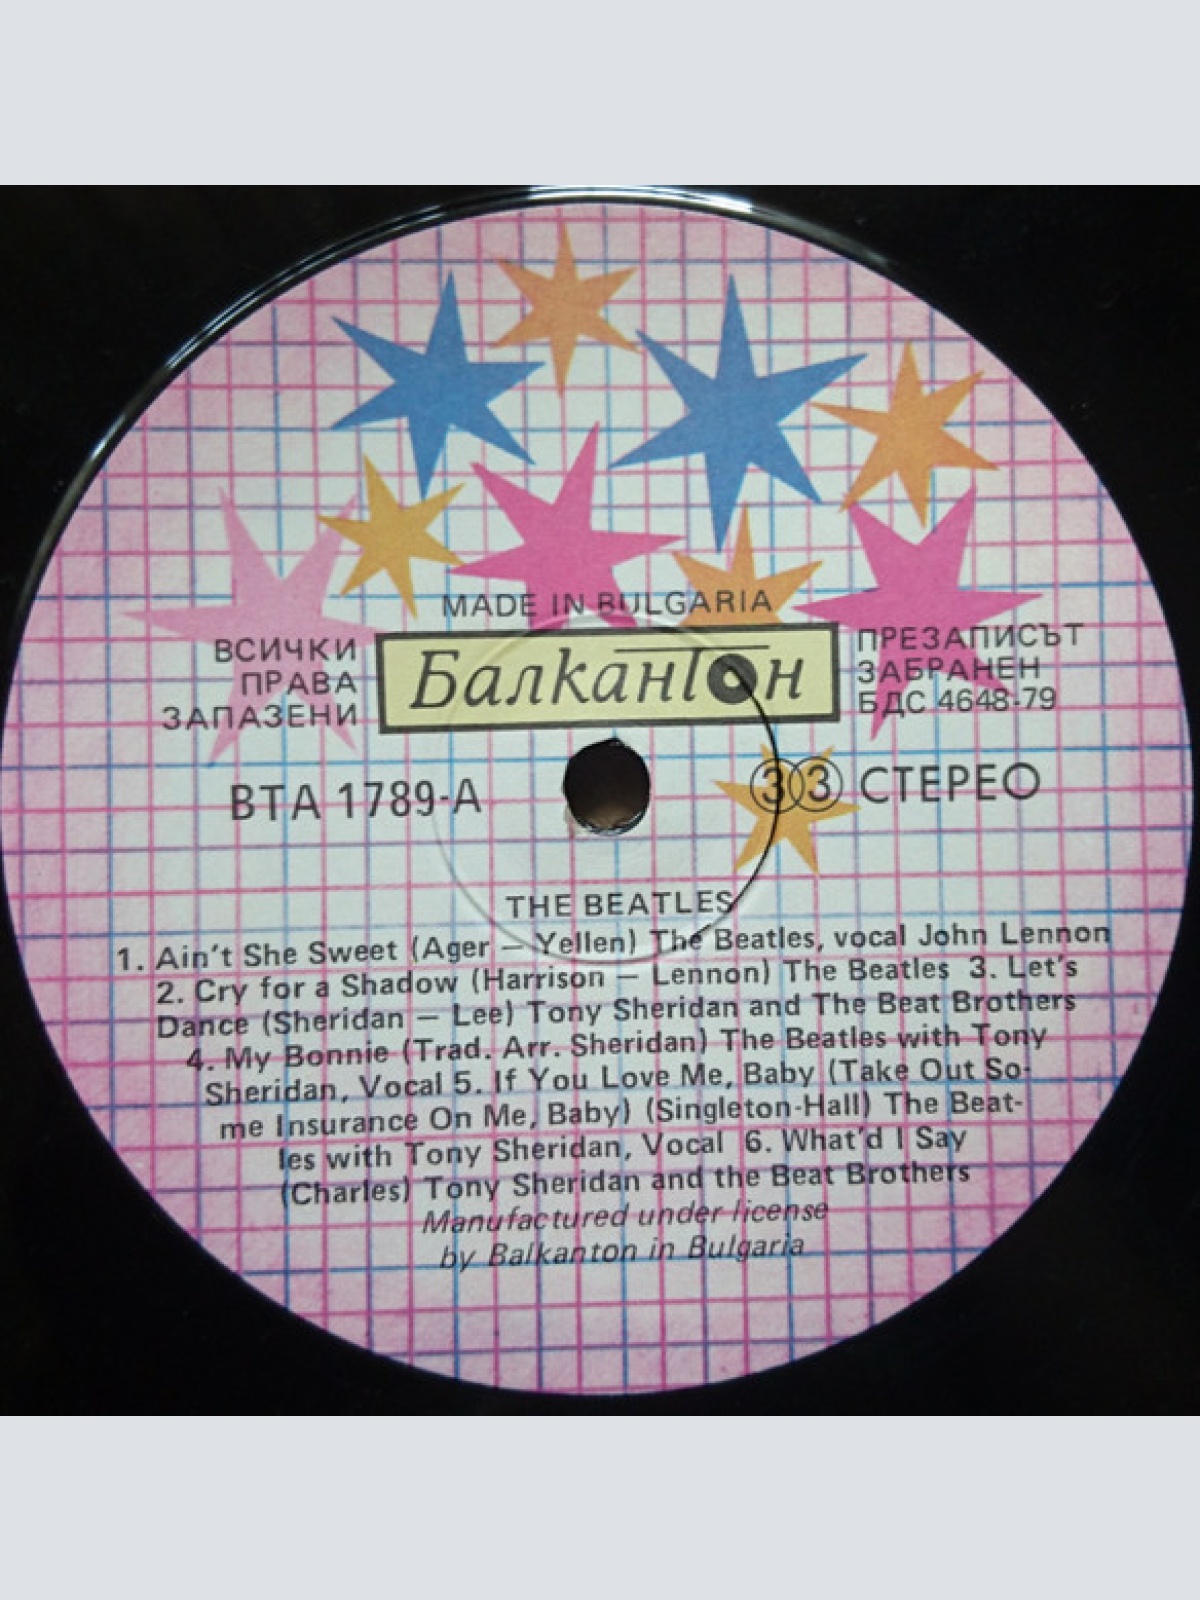 MADE IN BULGARIA
ВСИЧКИ
ПРАВА
ЗАПАЗЕНИ
Балкантон
ПРЕЗАПИСЪТ
ЗАБРАНЕН
БДС 4648-79
ВТА 1789-А
33 СТЕРЕО
THE BEATLES
1. Ain't She Sweet (Ager — Yellen) The Beatles, vocal John Lennon
2. Cry for a Shadow (Harrison — Lennon) The Beatles 3. Let's
Dance (Sheridan — Lee) Tony Sheridan and The Beat Brothers
4. My Bonnie (Trad. Arr. Sheridan) The Beatles with Tony
Sheridan, Vocal 5. If You Love Me, Baby (Take Out So-
me Insurance On Me, Baby) (Singleton-Hall) The Beat-
les with Tony Sheridan, Vocal 6. What'd I Say
(Charles) Tony Sheridan and the Beat Brothers
Manufactured under license
by Balkanton in Bulgaria